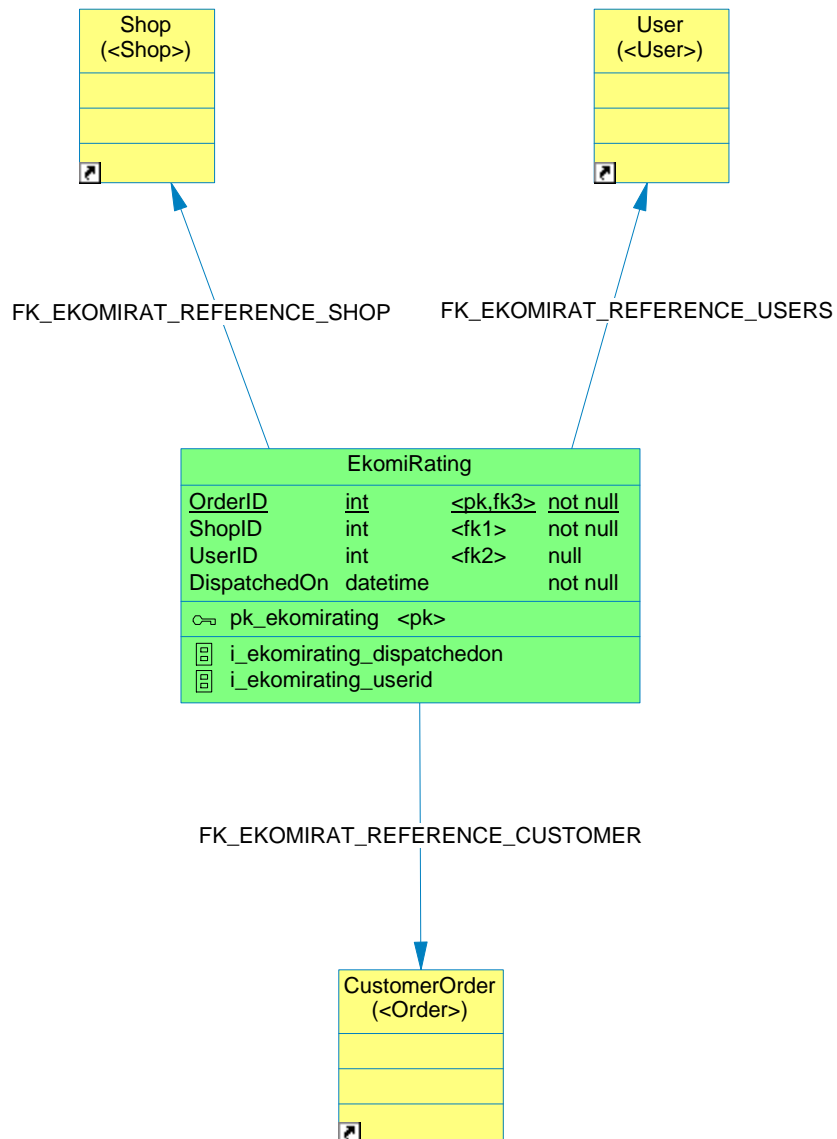 Shop
(<Shop>)
User
(<User>)
FK_EKOMIRAT_REFERENCE_SHOP
FK_EKOMIRAT_REFERENCE_USERS
EkomiRating
OrderID int <pk,fk3> not null
ShopID int <fk1> not null
UserID int <fk2> null
DispatchedOn datetime not null
pk_ekomirating <pk>
i_ekomirating_dispatchedon
i_ekomirating_userid
FK_EKOMIRAT_REFERENCE_CUSTOMER
CustomerOrder
(<Order>)